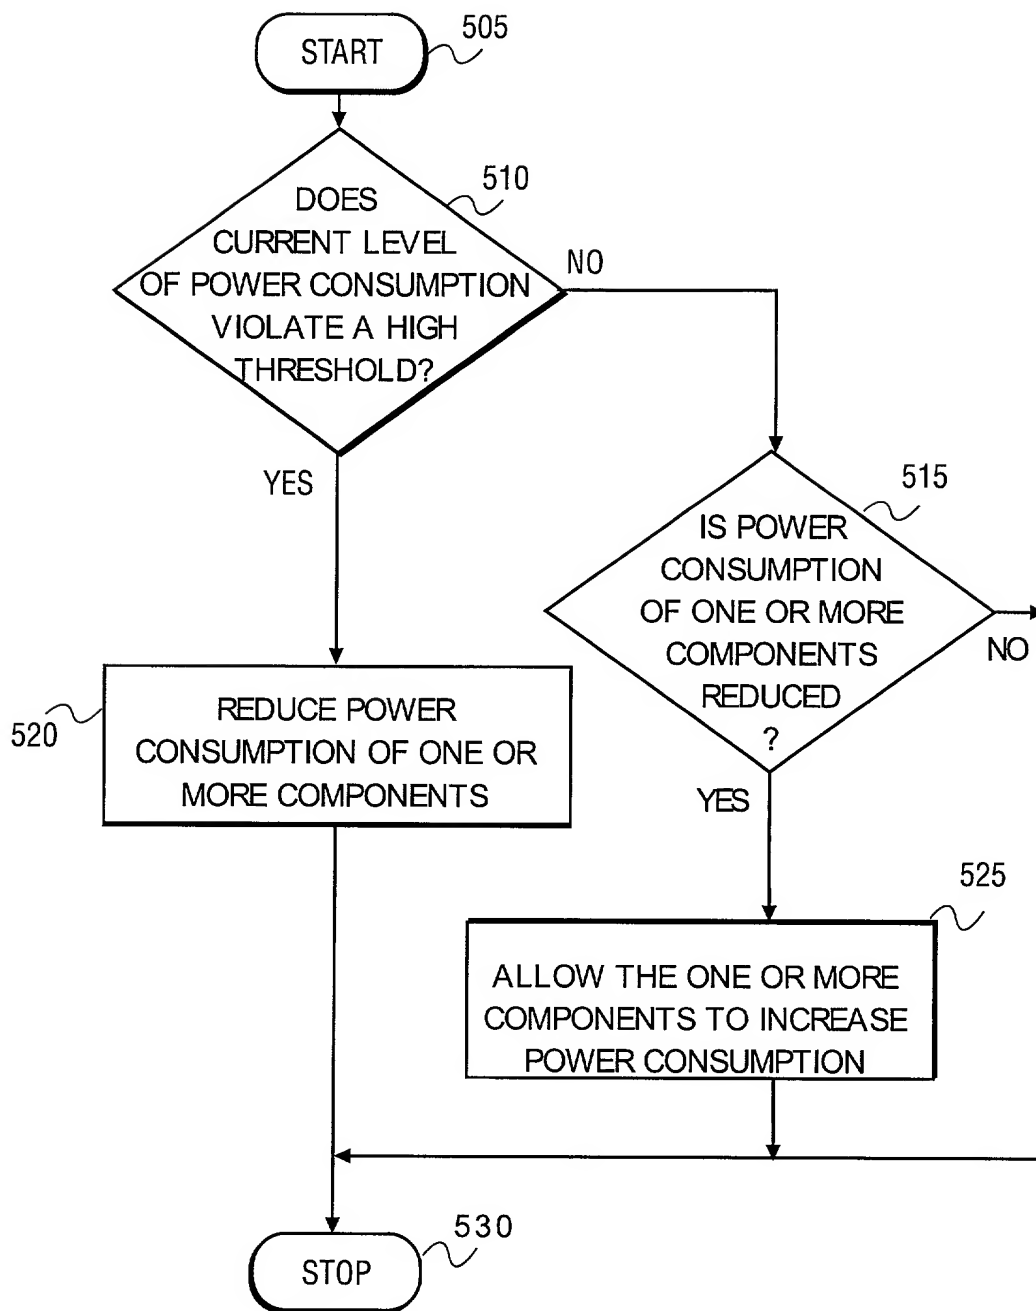 START
505
DOES
CURRENT LEVEL
OF POWER CONSUMPTION
VIOLATE A HIGH
THRESHOLD?
510
NO
YES
515
IS POWER
CONSUMPTION
OF ONE OR MORE
COMPONENTS
REDUCED
?
NO
YES
520
REDUCE POWER
CONSUMPTION OF ONE OR
MORE COMPONENTS
525
ALLOW THE ONE OR MORE
COMPONENTS TO INCREASE
POWER CONSUMPTION
530
STOP